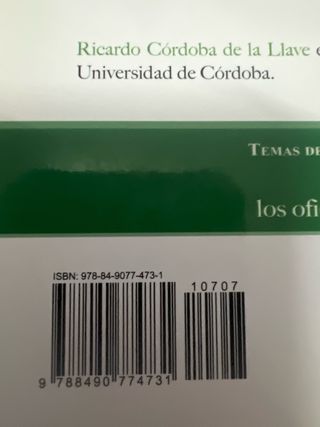 Ricardo Córdoba de la Llave
Universidad de Córdoba.
TEMAS DE
los ofi
ISBN: 978-84-9077-473-1
10707
9 788490 774731